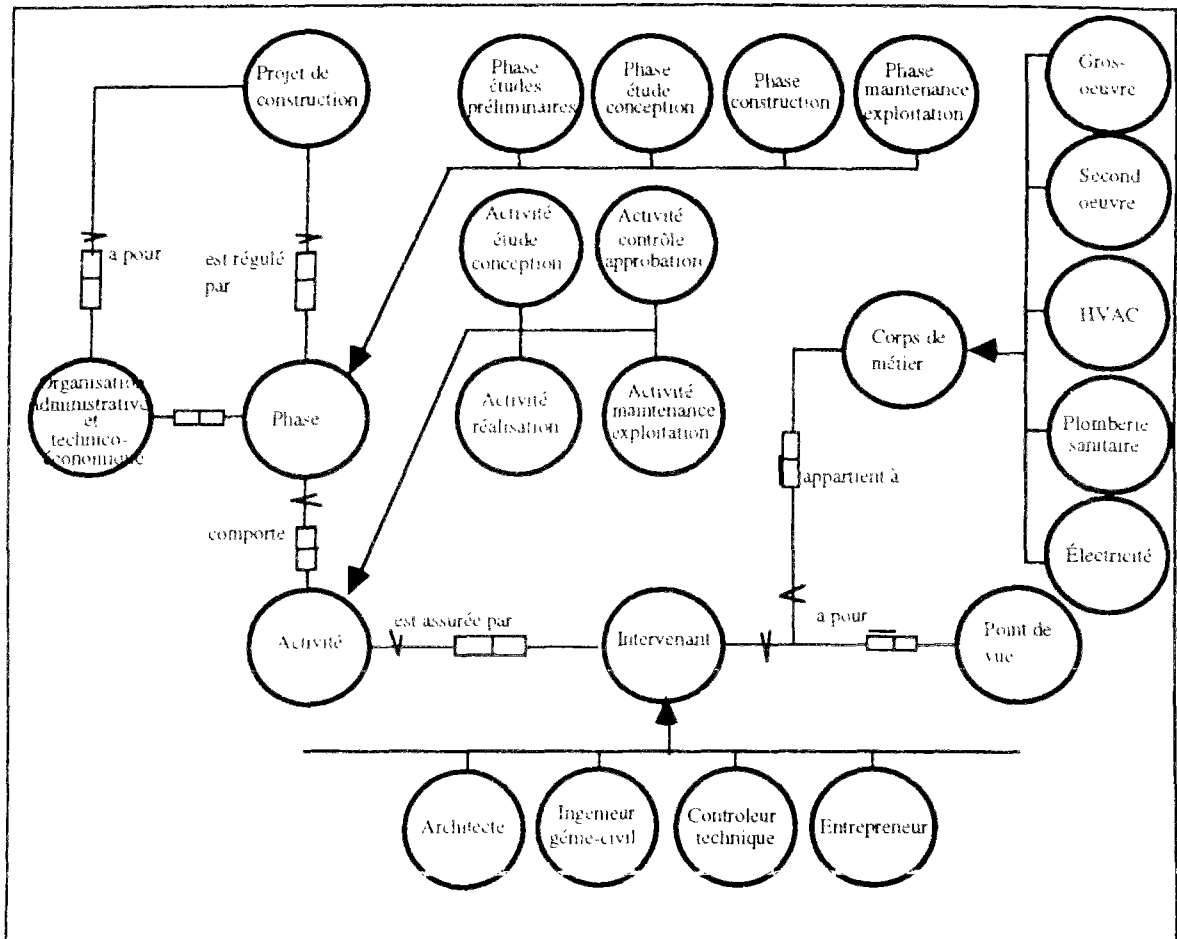 Projet de
construction
Phase
études
préliminaires
Phase
étude
conception
Phase
construction
Phase
maintenance
exploitation
Gros-
oeuvre
Second
oeuvre
HVAC
Plomberie
sanitaire
Électricité
Activité
étude
conception
Activité
contrôle
approbation
Activité
réalisation
Activité
maintenance
exploitation
Corps de
métier
a pour
est régulé
par
Organisation
administrative
et
technico-
économique
Phase
comporte
appartient à
Activité
est assurée par
Intervenant
a pour
Point de
vue
Architecte
Ingenieur
génie-civil
Controleur
technique
Entrepreneur